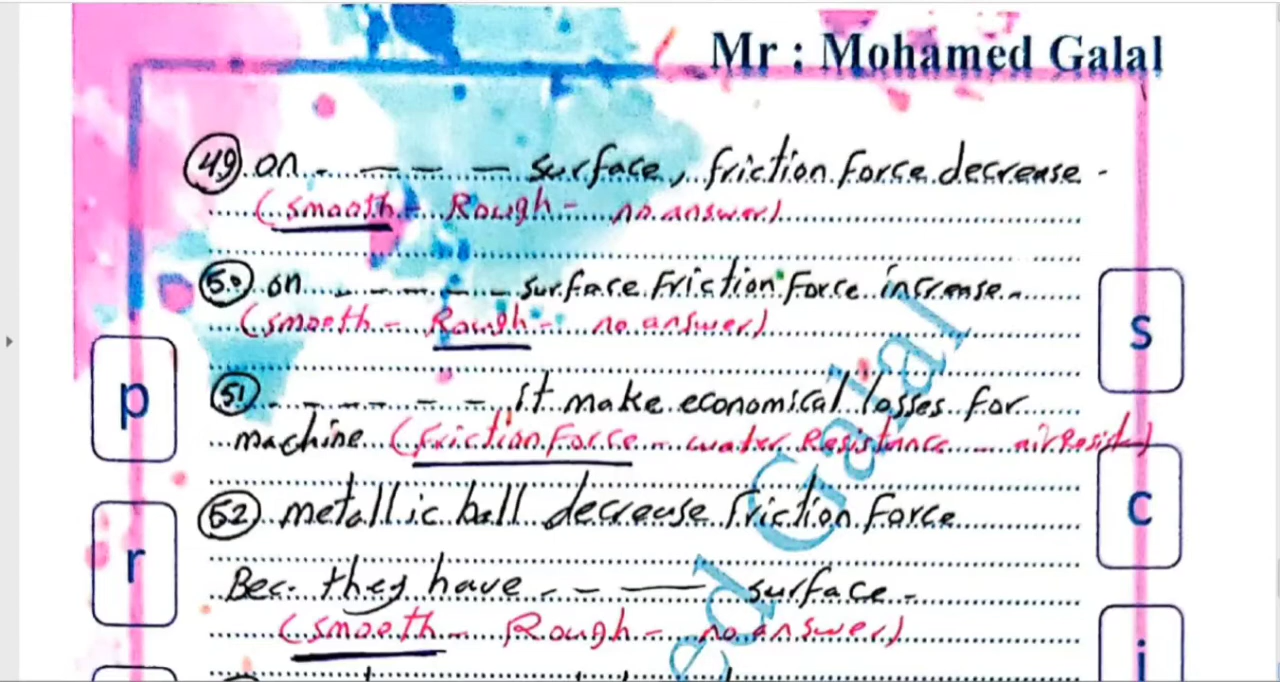 Mr : Mohamed Galal
49 on - - - - surface, friction force decrease -
(smooth - Rough - no answer)
50 on - - - - - surface friction force increase -
(smooth - Rough - no answer)
51 - - - - - - it make economical losses for
machine (friction force - water Resistance - air Resist)
52 metallic ball decrease friction force
Bec. they have - - — surface -
(smooth - Rough - no answer)
p
r
s
c
i
ed Galal